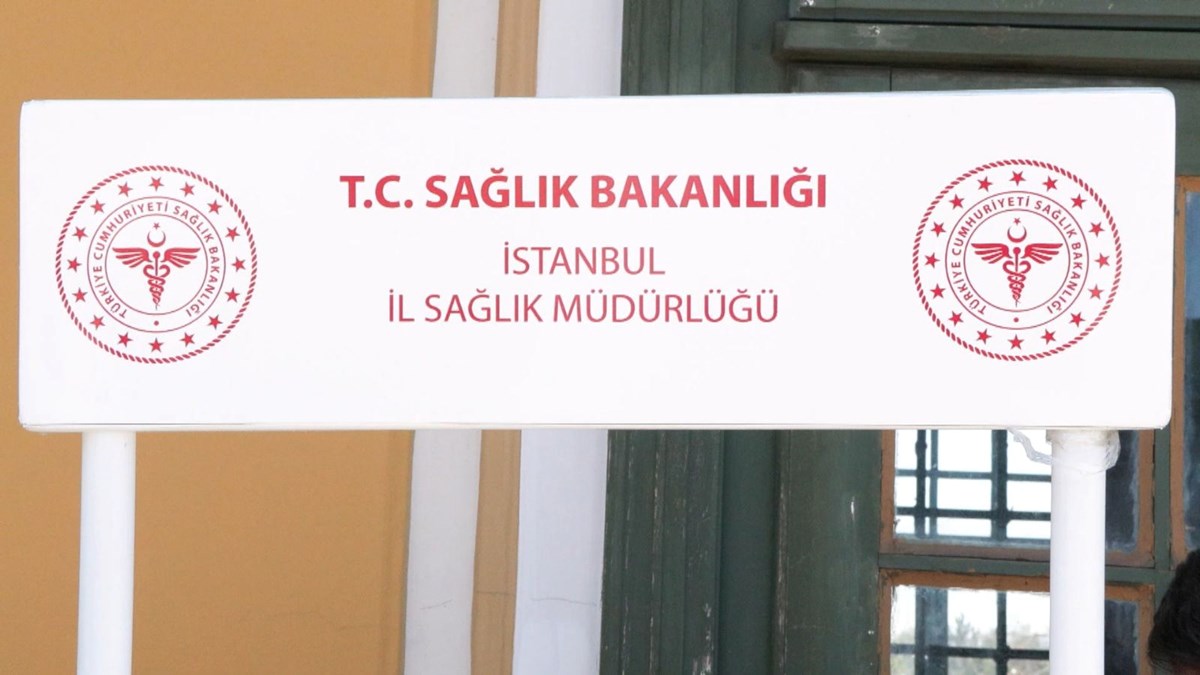 TÜRKİYE CUMHURİYETİ SAĞLIK BAKANLIĞI
T.C. SAĞLIK BAKANLIĞI
İSTANBUL
İL SAĞLIK MÜDÜRLÜĞÜ
TÜRKİYE CUMHURİYETİ SAĞLIK BAKANLIĞI